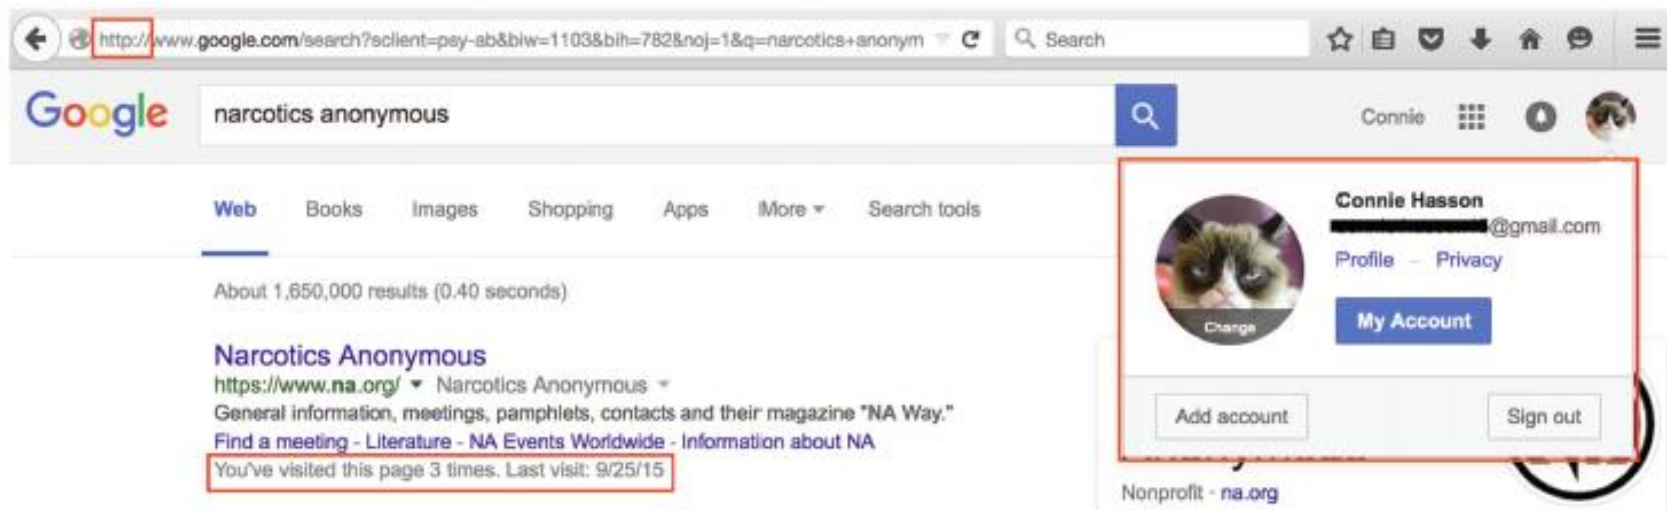 http://www.google.com/search?sclient=psy-ab&biw=1103&bih=782&noj=1&q=narcotics+anonym
Search
Google
narcotics anonymous
Connie
Web Books Images Shopping Apps More Search tools
Connie Hasson
@gmail.com
Profile – Privacy
Change
My Account
Add account
Sign out
About 1,650,000 results (0.40 seconds)
Narcotics Anonymous
https://www.na.org/ Narcotics Anonymous
General information, meetings, pamphlets, contacts and their magazine "NA Way."
Find a meeting - Literature - NA Events Worldwide - Information about NA
You've visited this page 3 times. Last visit: 9/25/15
Nonprofit - na.org